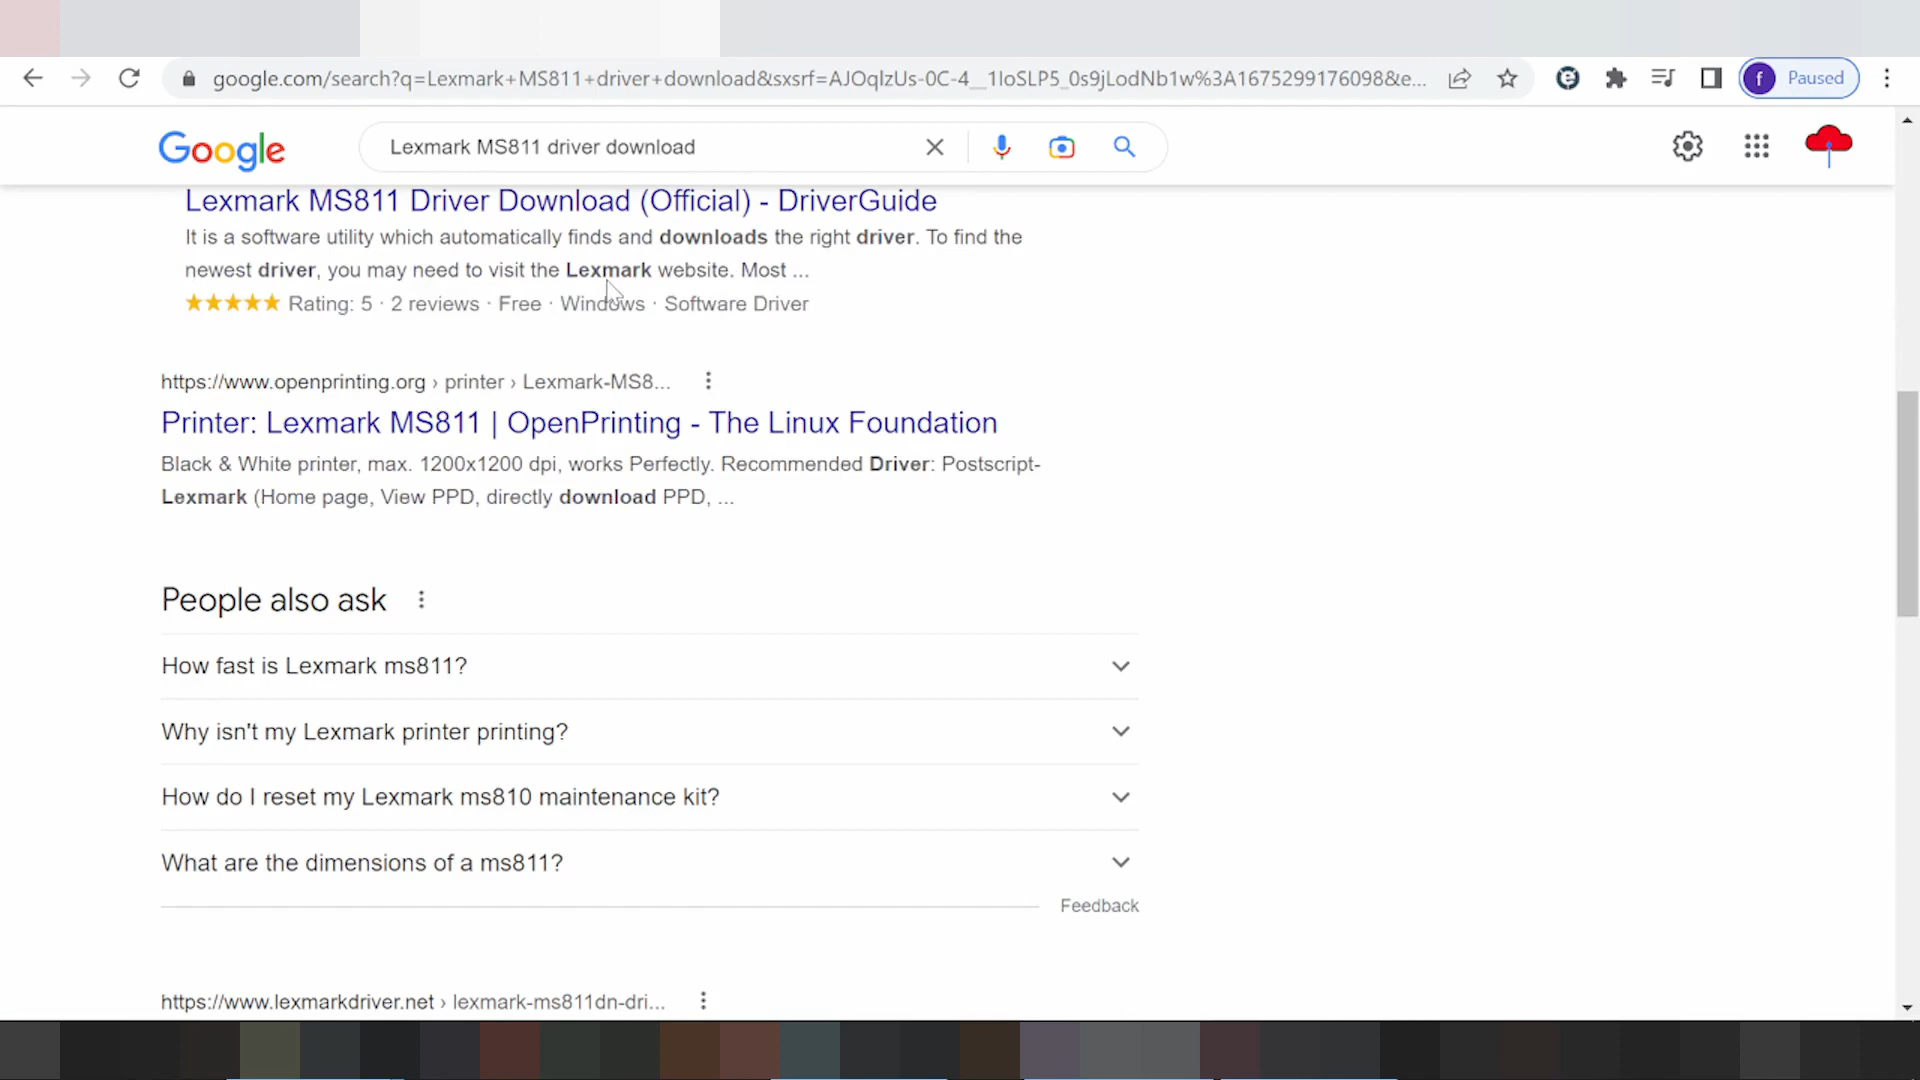 google.com/search?q=Lexmark+MS811+driver+download&sxsrf=AJOqlzUs-0C-4__1IoSLP5_0s9jLodNb1w%3A1675299176098&e...
f Paused
Google
Lexmark MS811 driver download
Lexmark MS811 Driver Download (Official) - DriverGuide
It is a software utility which automatically finds and downloads the right driver. To find the
newest driver, you may need to visit the Lexmark website. Most ...
Rating: 5 · 2 reviews · Free · Windows · Software Driver
https://www.openprinting.org › printer › Lexmark-MS8...
Printer: Lexmark MS811 | OpenPrinting - The Linux Foundation
Black & White printer, max. 1200x1200 dpi, works Perfectly. Recommended Driver: Postscript-
Lexmark (Home page, View PPD, directly download PPD, ...
People also ask
How fast is Lexmark ms811?
Why isn't my Lexmark printer printing?
How do I reset my Lexmark ms810 maintenance kit?
What are the dimensions of a ms811?
Feedback
https://www.lexmarkdriver.net › lexmark-ms811dn-dri...